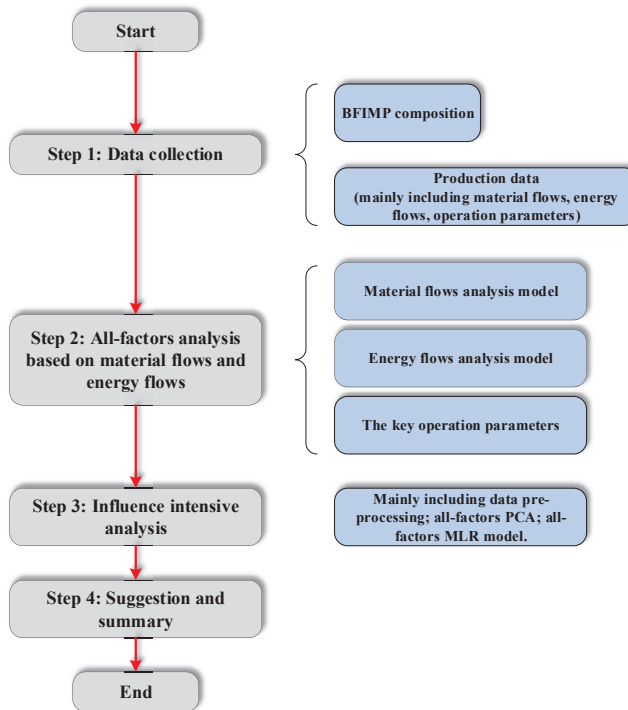 Start
Step 1: Data collection
BFIMP composition
Production data
(mainly including material flows, energy
flows, operation parameters)
Step 2: All-factors analysis
based on material flows and
energy flows
Material flows analysis model
Energy flows analysis model
The key operation parameters
Step 3: Influence intensive
analysis
Mainly including data pre-
processing; all-factors PCA; all-
factors MLR model.
Step 4: Suggestion and
summary
End